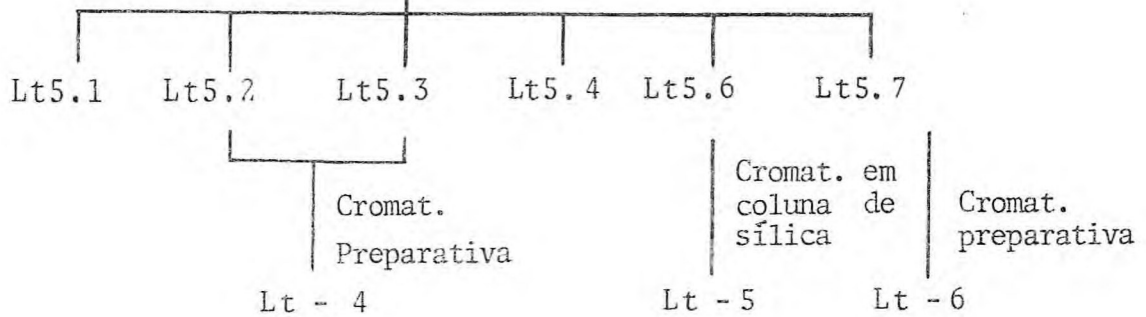 Lt5.1 Lt5.2 Lt5.3 Lt5.4 Lt5.6 Lt5.7
Cromat.
Preparativa
Cromat. em
coluna de
sílica
Cromat.
preparativa
Lt - 4 Lt - 5 Lt - 6